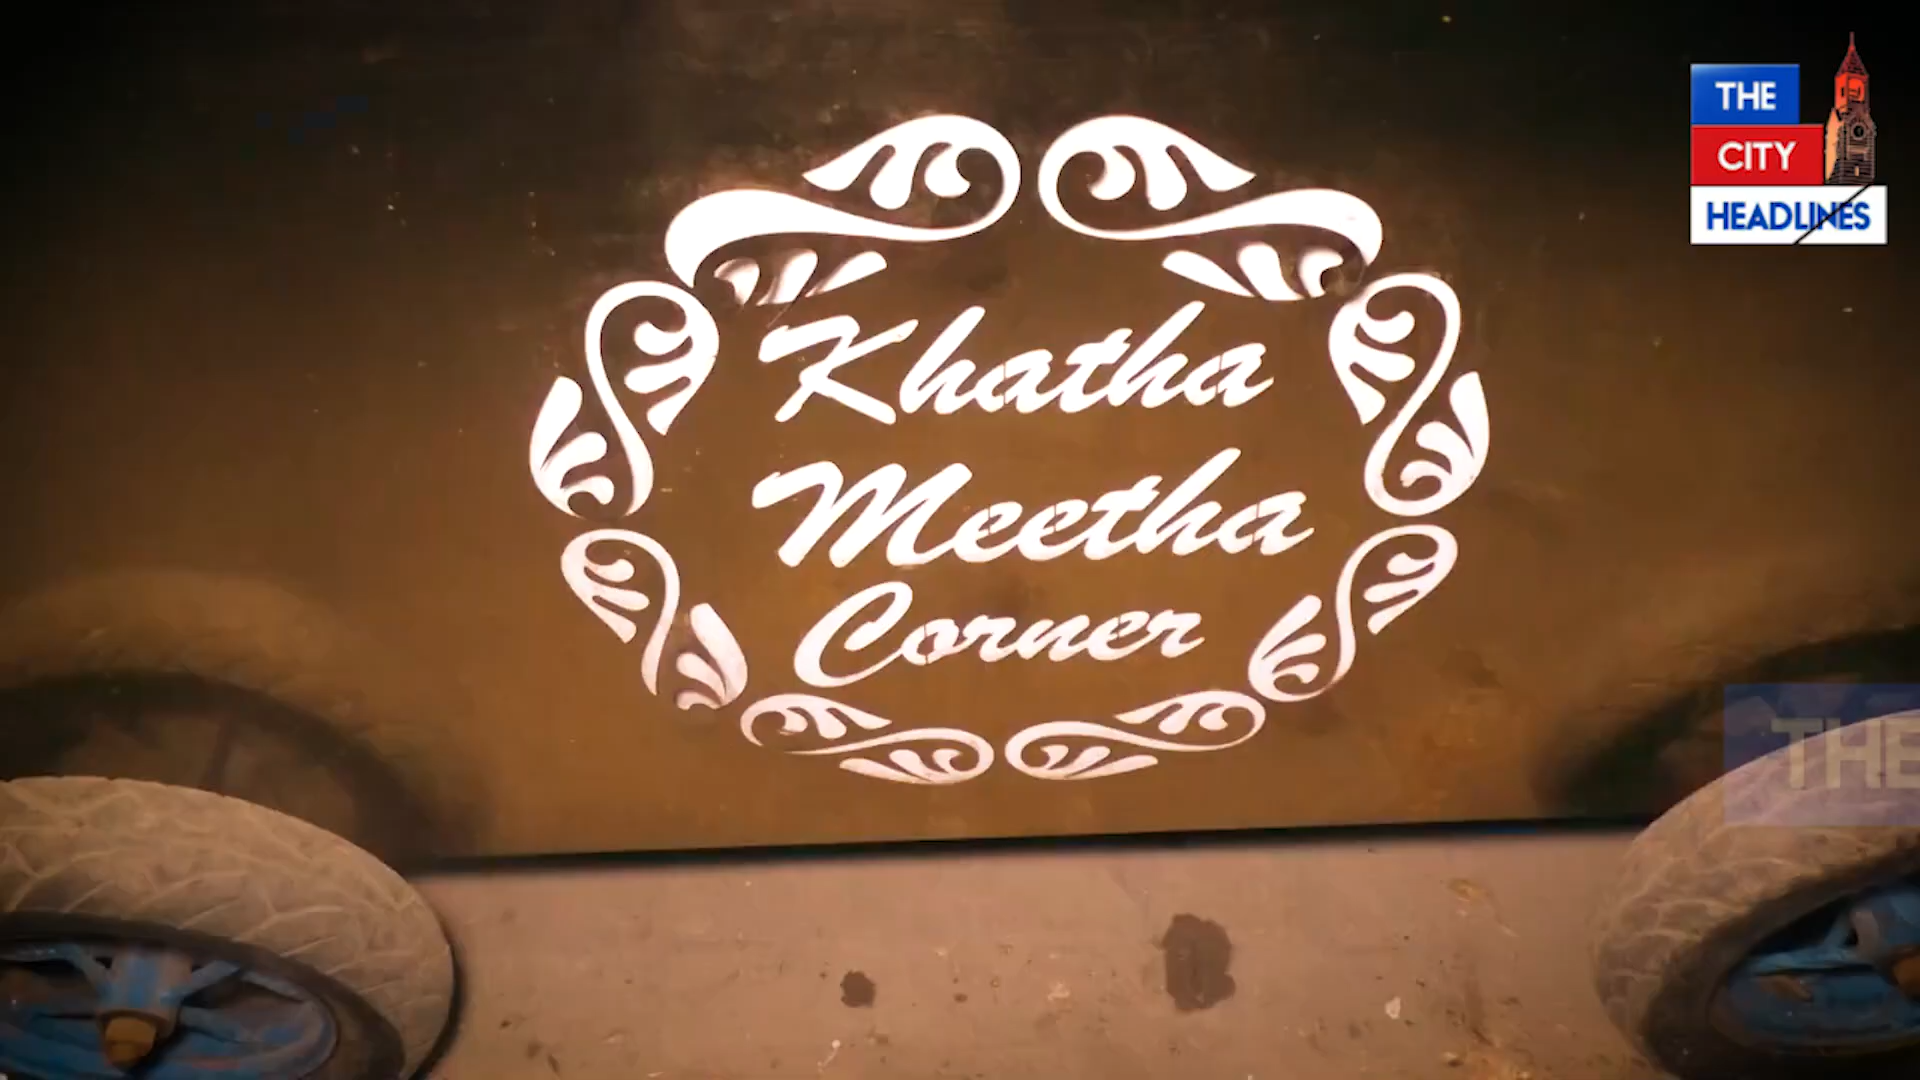 THE
CITY
HEADLINES
Khatha
Meetha
Corner
THE